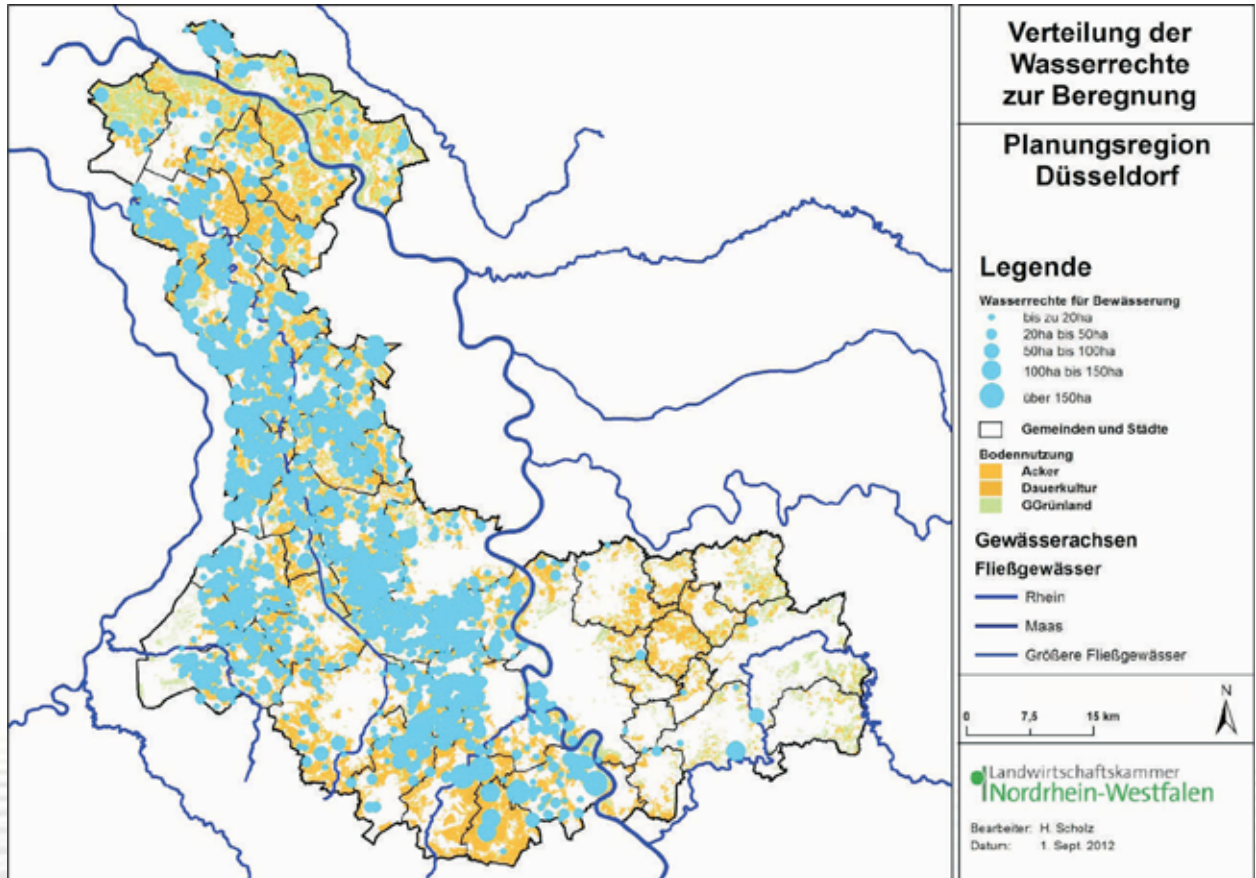 Verteilung der
Wasserrechte
zur Beregnung
Planungsregion
Düsseldorf
Legende
Wasserrechte für Bewässerung
bis zu 20ha
20ha bis 50ha
50ha bis 100ha
100ha bis 150ha
über 150ha
Gemeinden und Städte
Bodennutzung
Acker
Dauerkultur
GGrünland
Gewässerachsen
Fließgewässer
Rhein
Maas
Größere Fließgewässer
N
0 7,5 15 km
Landwirtschaftskammer
Nordrhein-Westfalen
Bearbeiter: H. Scholz
Datum: 1. Sept. 2012